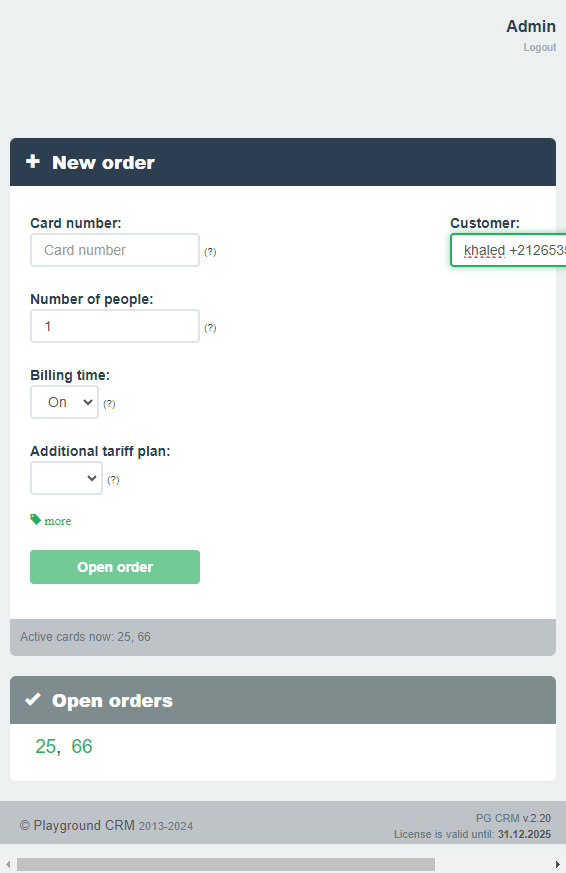 Admin
Logout
New order
Card number:
Card number (?)
Customer:
khaled +212653
Number of people:
1 (?)
Billing time:
On (?)
Additional tariff plan:
(?)
more
Open order
Active cards now: 25, 66
Open orders
25, 66
© Playground CRM 2013-2024
PG CRM v.2.20
License is valid until: 31.12.2025